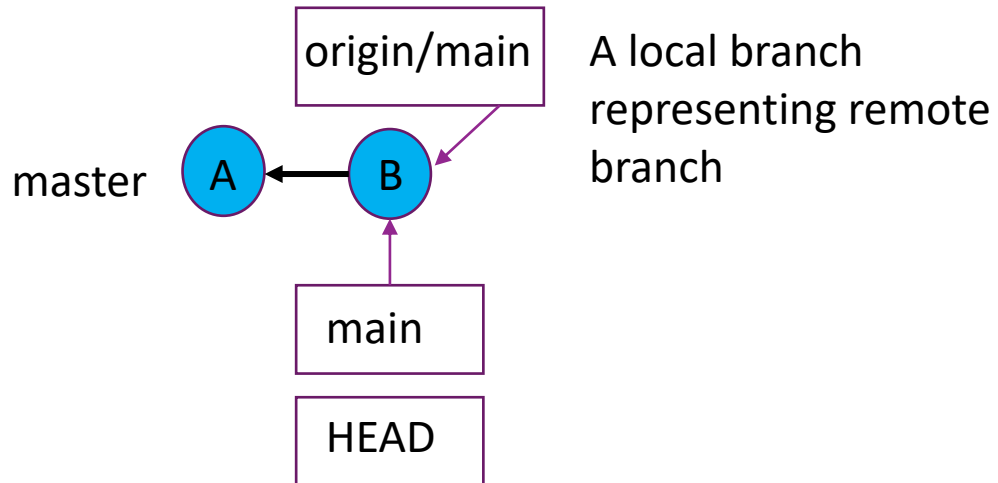 origin/main
A local branch
representing remote
branch
master
A
B
main
HEAD